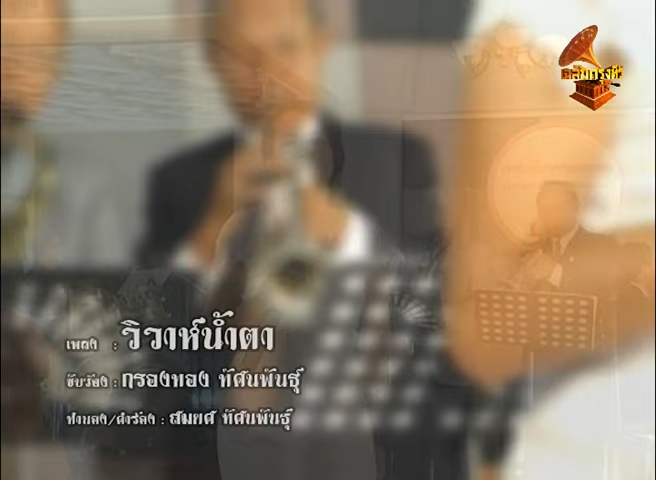 เพลง : วิวาห์น้ำตา
ขับร้อง : กรองทอง ทัศนพันธุ์
ทำนอง/คำร้อง : สมยศ ทัศนพันธุ์